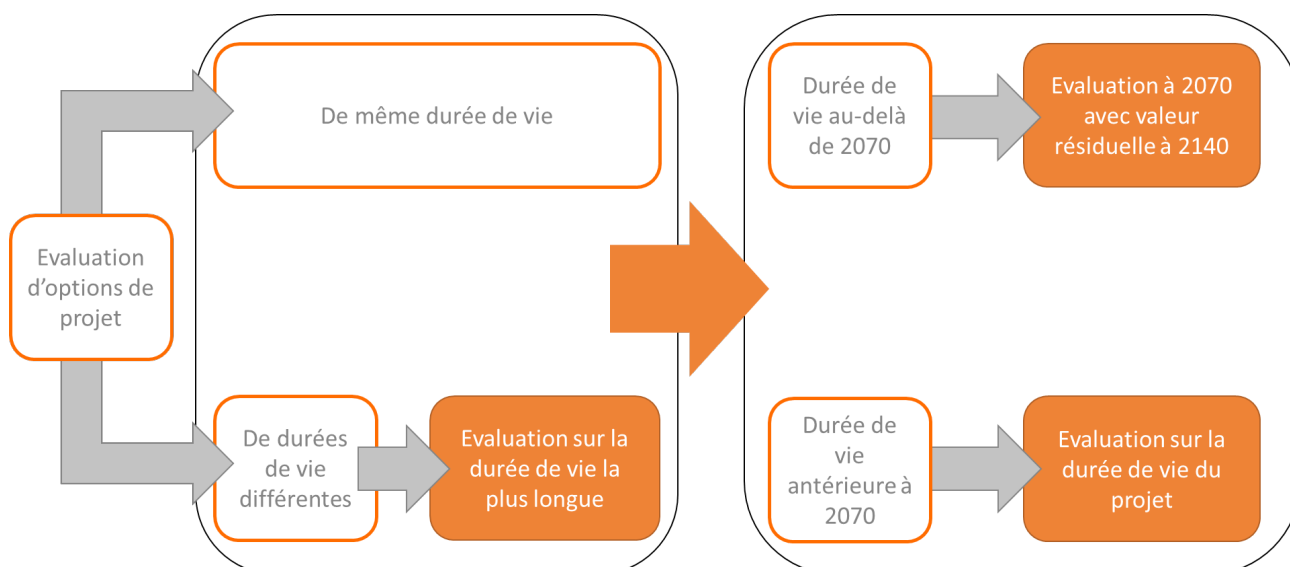 Evaluation
d'options de
projet
De même durée de vie
De durées
de vie
différentes
Evaluation sur la
durée de vie la
plus longue
Durée de
vie au-delà
de 2070
Evaluation à 2070
avec valeur
résiduelle à 2140
Durée de
vie
antérieure à
2070
Evaluation sur la
durée de vie du
projet